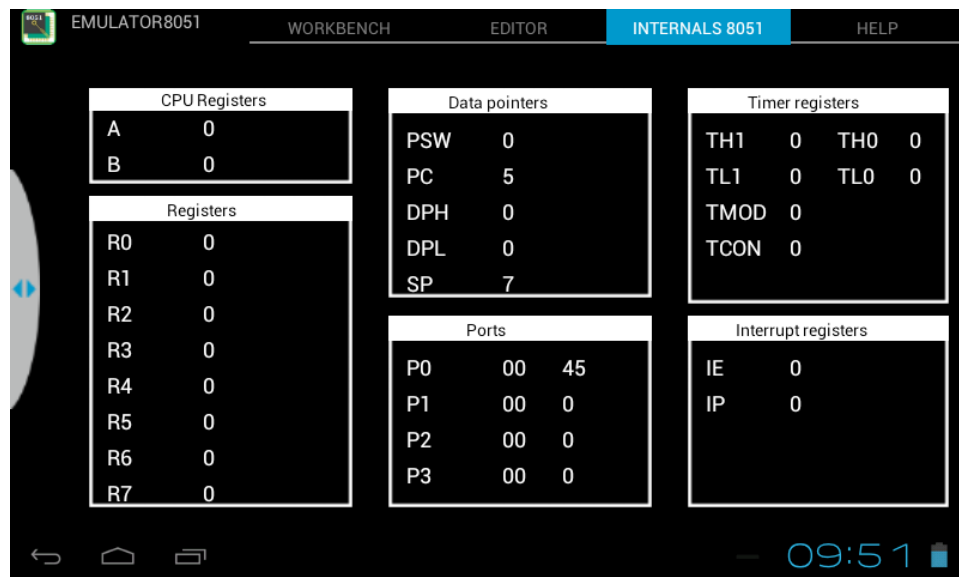 8051
EMULATOR8051
WORKBENCH EDITOR INTERNALS 8051 HELP
CPU Registers
A 0
B 0
Registers
R0 0
R1 0
R2 0
R3 0
R4 0
R5 0
R6 0
R7 0
Data pointers
PSW 0
PC 5
DPH 0
DPL 0
SP 7
Ports
P0 00 45
P1 00 0
P2 00 0
P3 00 0
Timer registers
TH1 0 TH0 0
TL1 0 TL0 0
TMOD 0
TCON 0
Interrupt registers
IE 0
IP 0
09:51